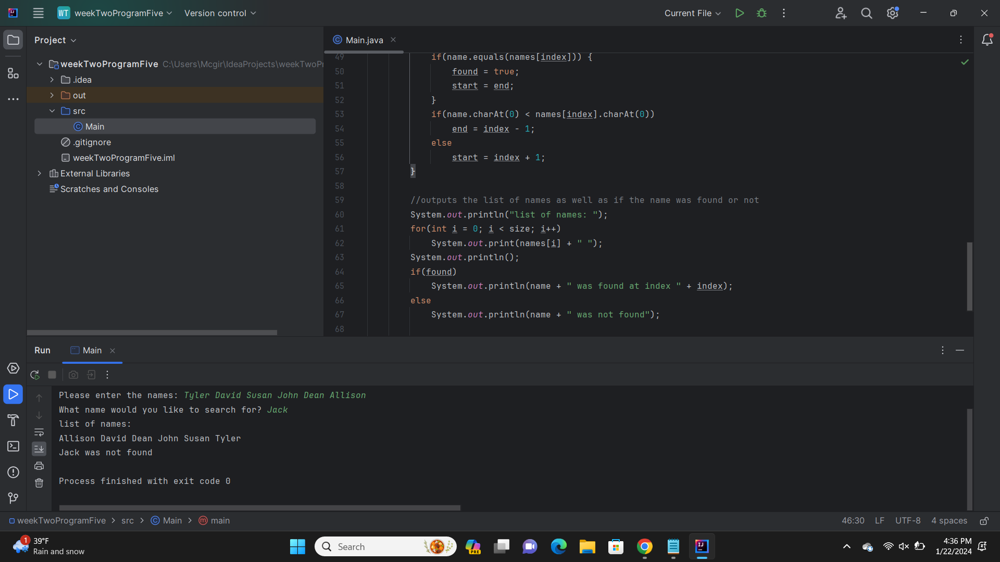 WT weekTwoProgramFive Version control Current File
Project
Main.java
weekTwoProgramFive C:\Users\Mcgir\IdeaProjects\weekTwoPr
.idea
out
src
Main
.gitignore
weekTwoProgramFive.iml
External Libraries
Scratches and Consoles
49 if(name.equals(names[index])) {
50 found = true;
51 start = end;
52 }
53 if(name.charAt(0) < names[index].charAt(0))
54 end = index - 1;
55 else
56 start = index + 1;
57 }
58
59 //outputs the list of names as well as if the name was found or not
60 System.out.println("list of names: ");
61 for(int i = 0; i < size; i++)
62 System.out.print(names[i] + " ");
63 System.out.println();
64 if(found)
65 System.out.println(name + " was found at index " + index);
66 else
67 System.out.println(name + " was not found");
68
Run Main
Please enter the names: Tyler David Susan John Dean Allison
What name would you like to search for? Jack
list of names:
Allison David Dean John Susan Tyler
Jack was not found
Process finished with exit code 0
weekTwoProgramFive > src > Main > main 46:30 LF UTF-8 4 spaces
1
39°F
Rain and snow
Search
PRE
4:36 PM
1/22/2024